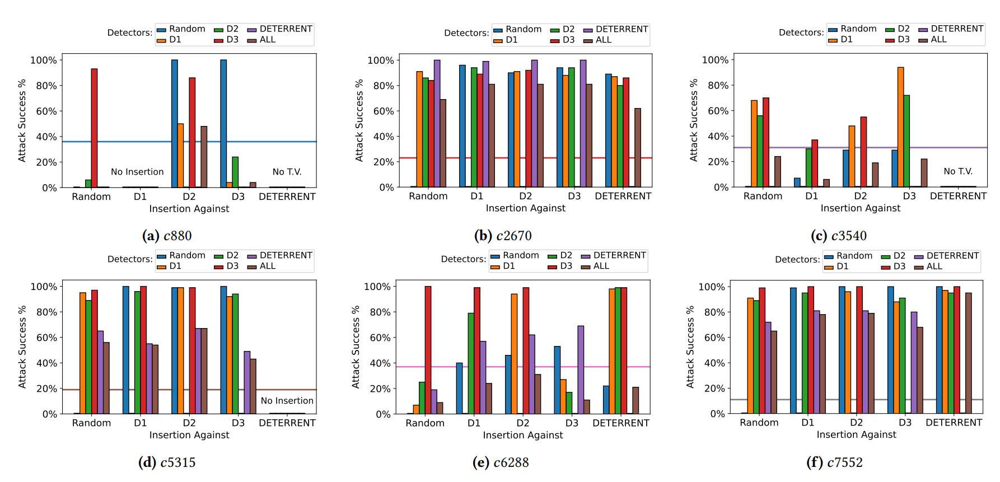 Detectors: Random D2 DETERRENT
D1 D3 ALL
100%
80%
60%
40%
20%
0%
Attack Success %
No Insertion
No T.V.
Random D1 D2 D3 DETERRENT
Insertion Against
(a) c880
Detectors: Random D2 DETERRENT
D1 D3 ALL
100%
80%
60%
40%
20%
0%
Attack Success %
Random D1 D2 D3 DETERRENT
Insertion Against
(b) c2670
Detectors: Random D2 DETERRENT
D1 D3 ALL
100%
80%
60%
40%
20%
0%
Attack Success %
No T.V.
Random D1 D2 D3 DETERRENT
Insertion Against
(c) c3540
Detectors: Random D2 DETERRENT
D1 D3 ALL
100%
80%
60%
40%
20%
0%
Attack Success %
No Insertion
Random D1 D2 D3 DETERRENT
Insertion Against
(d) c5315
Detectors: Random D2 DETERRENT
D1 D3 ALL
100%
80%
60%
40%
20%
0%
Attack Success %
Random D1 D2 D3 DETERRENT
Insertion Against
(e) c6288
Detectors: Random D2 DETERRENT
D1 D3 ALL
100%
80%
60%
40%
20%
0%
Attack Success %
Random D1 D2 D3 DETERRENT
Insertion Against
(f) c7552